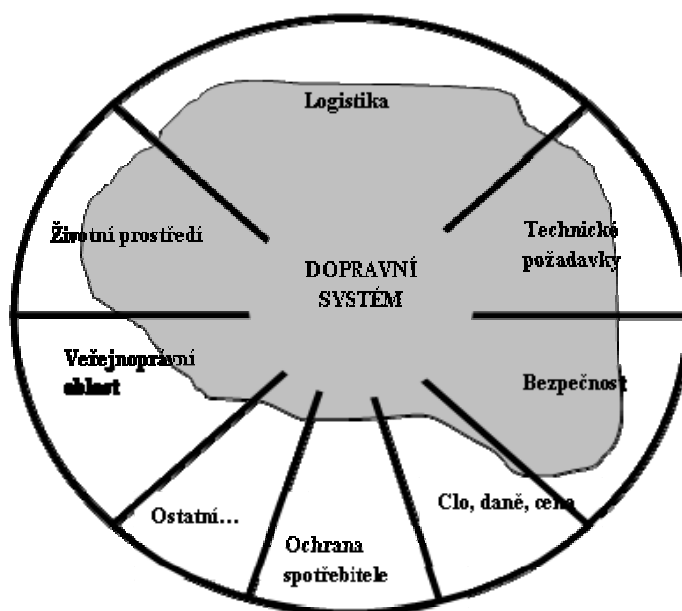 Logistika
Životní prostředí
Technické
požadavky
DOPRAVNÍ
SYSTÉM
Veřejnoprávní
oblast
Bezpečnost
Clo, daně, cena
Ostatní...
Ochrana
spotřebitele